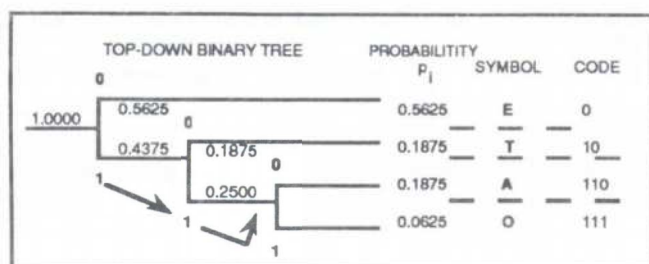 TOP-DOWN BINARY TREE PROBABILITITY
P i SYMBOL CODE
0
0.5625 0.5625 E 0
1.0000 0
0.4375 0.1875 0.1875 T 10
0
1 0.2500 0.1875 A 110
1 0.0625 O 111
1